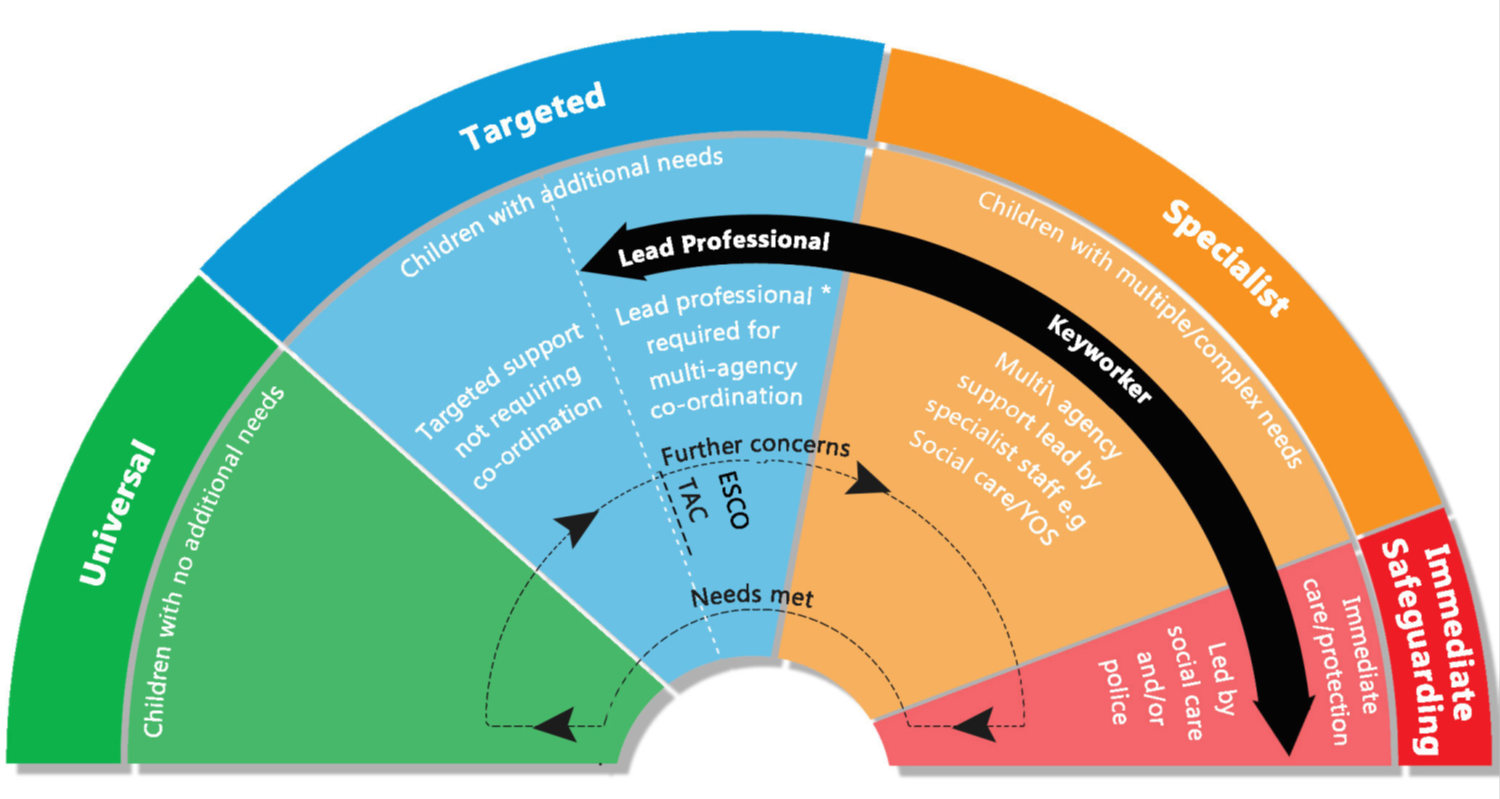 Universal
Children with no additional needs
Targeted
Children with additional needs
Targeted support
not requiring
co-ordination
Lead Professional
Lead professional *
required for
multi-agency
co-ordination
Further concerns
ESCO
TAC
Needs met
Specialist
Children with multiple/complex needs
Keyworker
Multi\ agency
support lead by
specialist staff e.g
Social care/YOS
Immediate
Safeguarding
Immediate
care/protection
Led by
social care
and/or
police